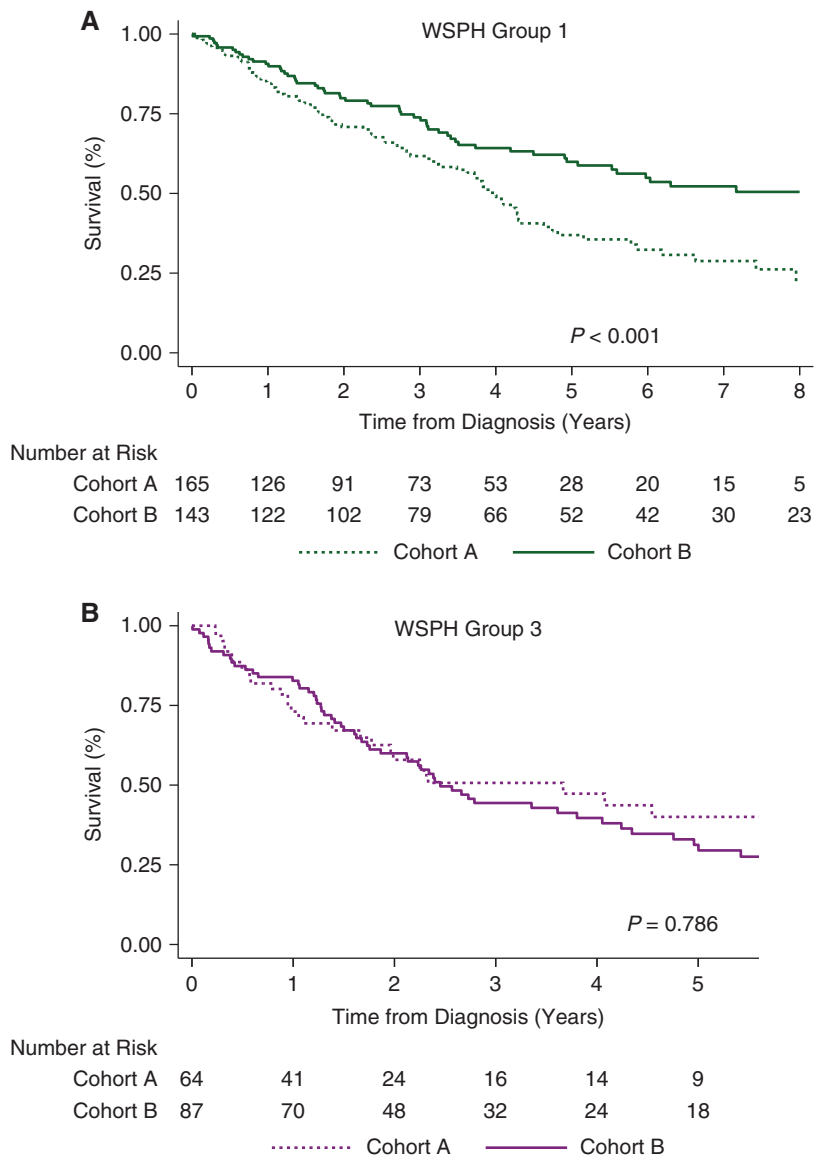 A
WSPH Group 1
1.00
0.75
0.50
0.25
0.00
Survival (%)
P < 0.001
0 1 2 3 4 5 6 7 8
Time from Diagnosis (Years)
Number at Risk
Cohort A 165 126 91 73 53 28 20 15 5
Cohort B 143 122 102 79 66 52 42 30 23
Cohort A Cohort B
B
WSPH Group 3
1.00
0.75
0.50
0.25
0.00
Survival (%)
P = 0.786
0 1 2 3 4 5
Time from Diagnosis (Years)
Number at Risk
Cohort A 64 41 24 16 14 9
Cohort B 87 70 48 32 24 18
Cohort A Cohort B